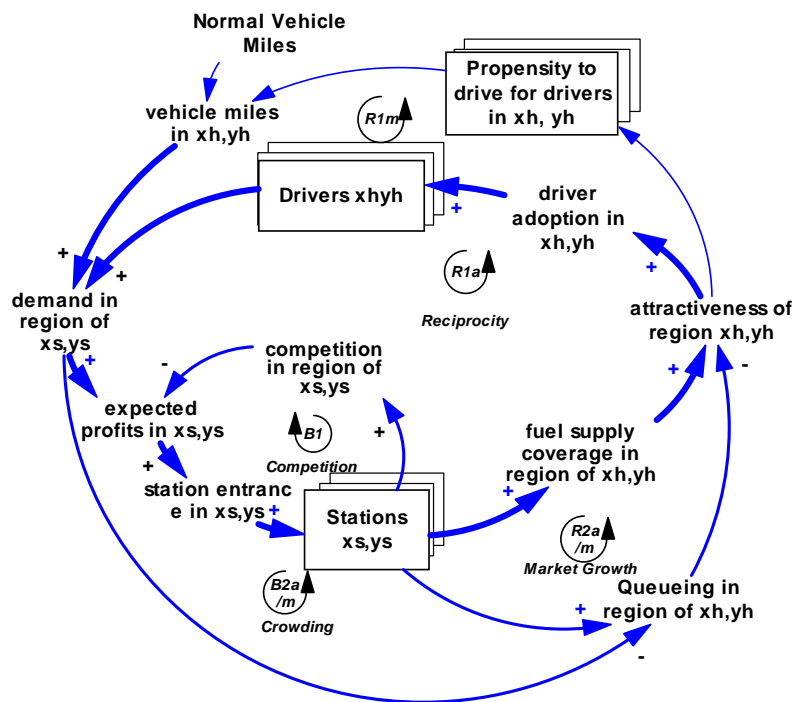 Normal Vehicle
Miles
Propensity to
drive for drivers
in xh, yh
vehicle miles
in xh,yh
R1m
Drivers xhyh
+
driver
adoption in
xh,yh
+
+
+
R1a
Reciprocity
demand in
region of
xs,ys
+
attractiveness of
region xh,yh
+
-
competition
in region of
xs,ys
-
expected
profits in xs,ys
+
B1
Competition
+
fuel supply
coverage in
region of xh,yh
station entranc
e in xs,ys
+
Stations
xs,ys
+
R2a
/m
Market Growth
B2a
/m
Crowding
Queueing in
region of xh,yh
+
-